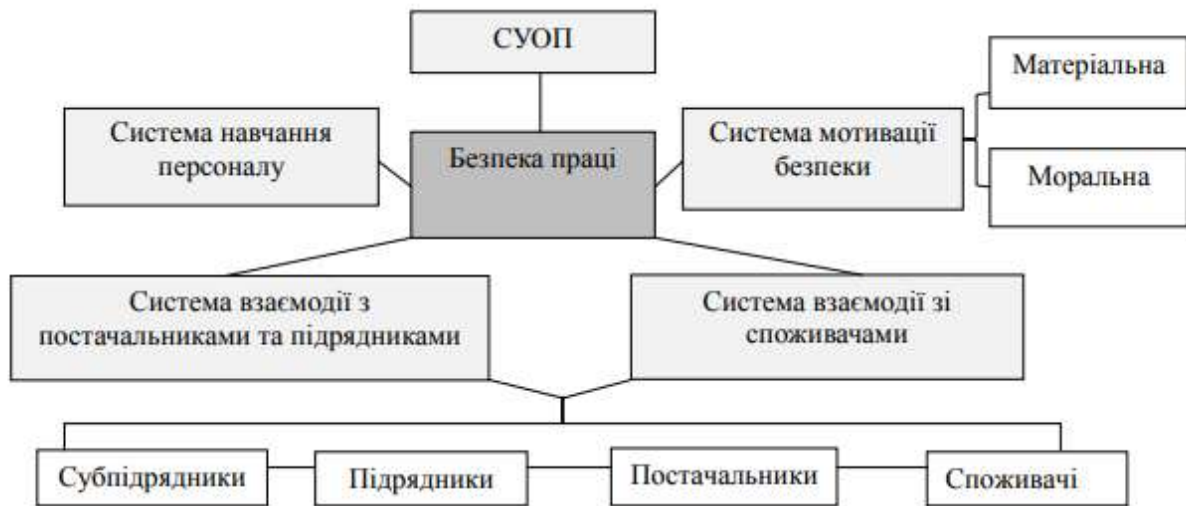 СУОП
Матеріальна
Система навчання
персоналу
Безпека праці
Система мотивації
безпеки
Моральна
Система взаємодії з
постачальниками та підрядниками
Система взаємодії зі
споживачами
Субпідрядники
Підрядники
Постачальники
Споживачі